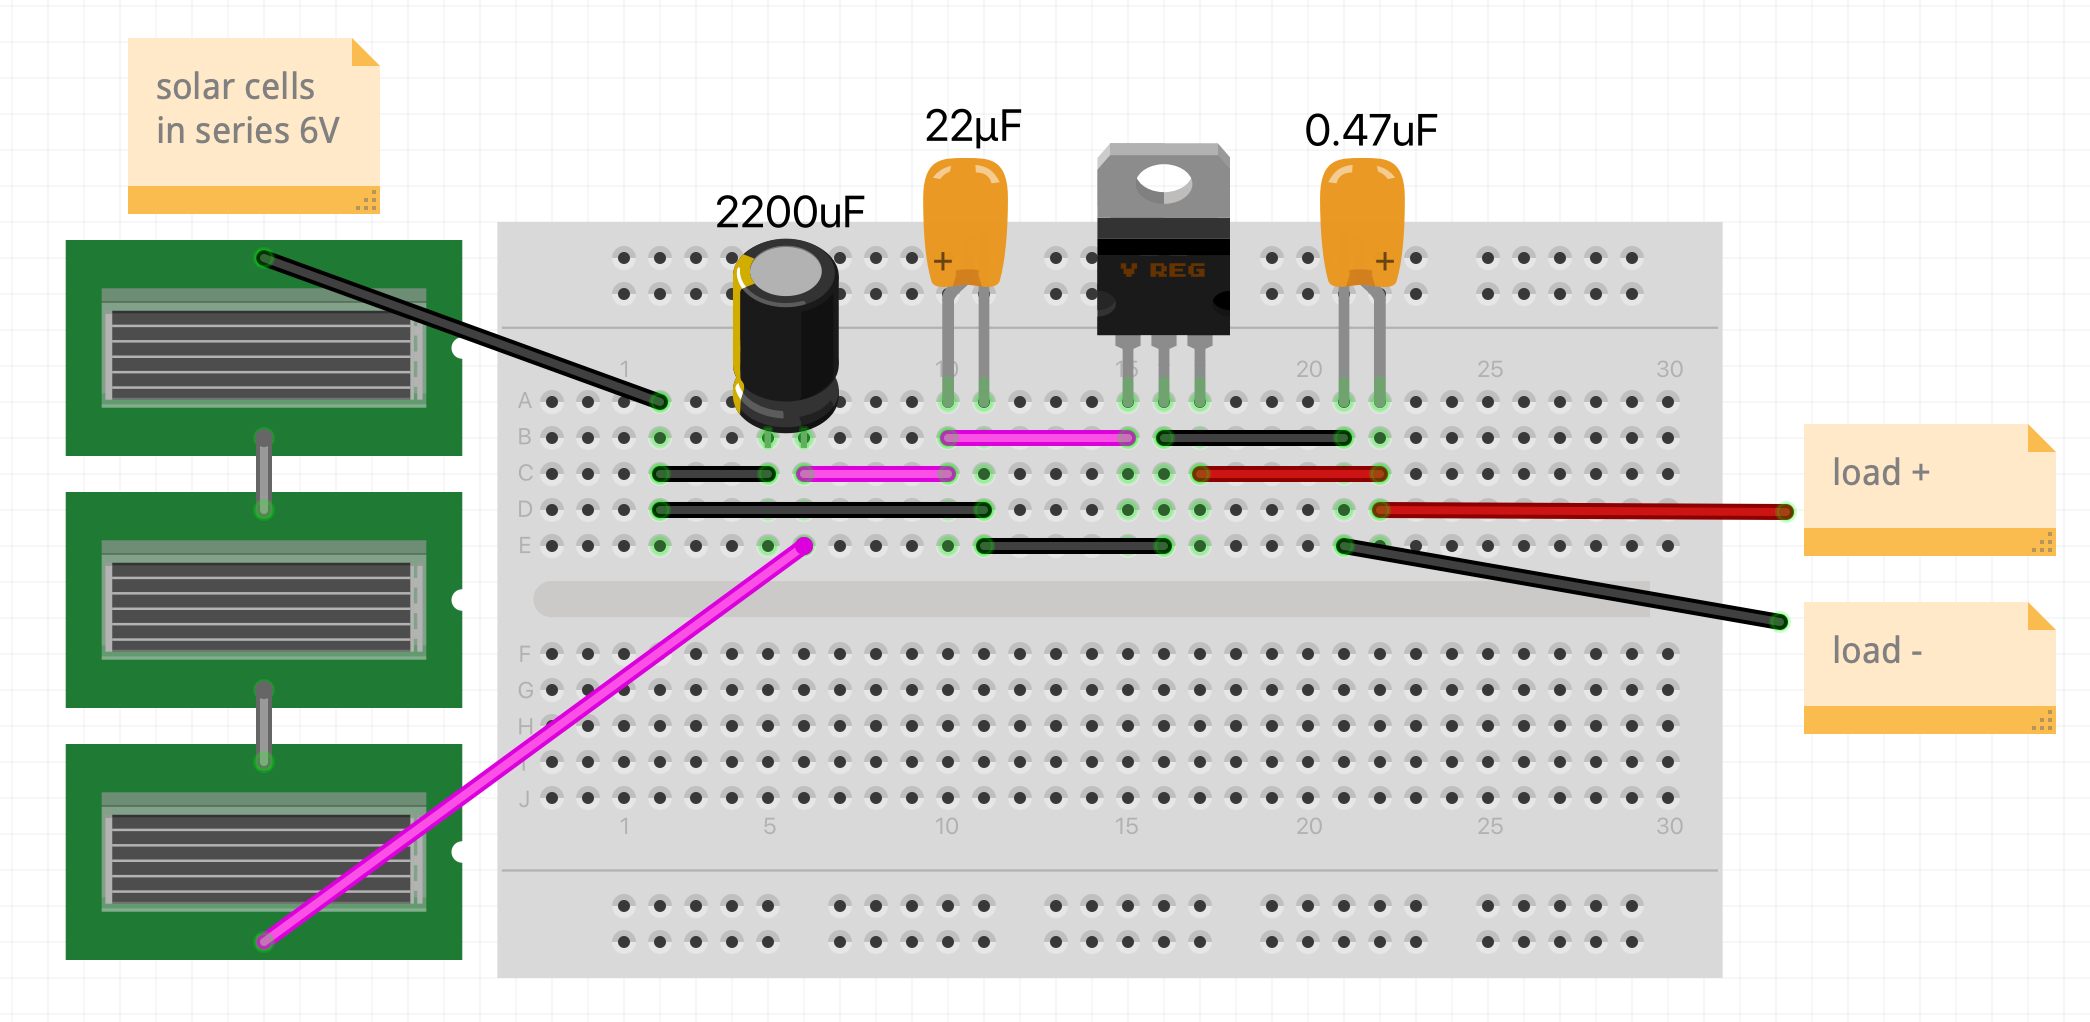 solar cells
in series 6V
2200uF
22µF
V REG
0.47uF
1
10
15
20
25
30
A
B
C
D
E
F
G
H
I
J
1
5
10
15
20
25
30
load +
load -
+
+